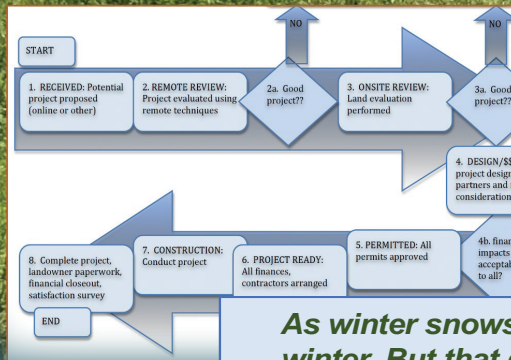 NO
NO
START
1. RECEIVED: Potential
project proposed
(online or other)
2. REMOTE REVIEW:
Project evaluated using
remote techniques
2a. Good
project??
3. ONSITE REVIEW:
Land evaluation
performed
3a. Good
project??
4. DESIGN/$
project design
partners and
consideration
8. Complete project,
landowner paperwork,
financial closeout,
satisfaction survey
7. CONSTRUCTION:
Conduct project
6. PROJECT READY:
All finances,
contractors arranged
5. PERMITTED: All
permits approved
4b. finan
impacts
acceptal
to all?
END
As winter snows
winter. But that